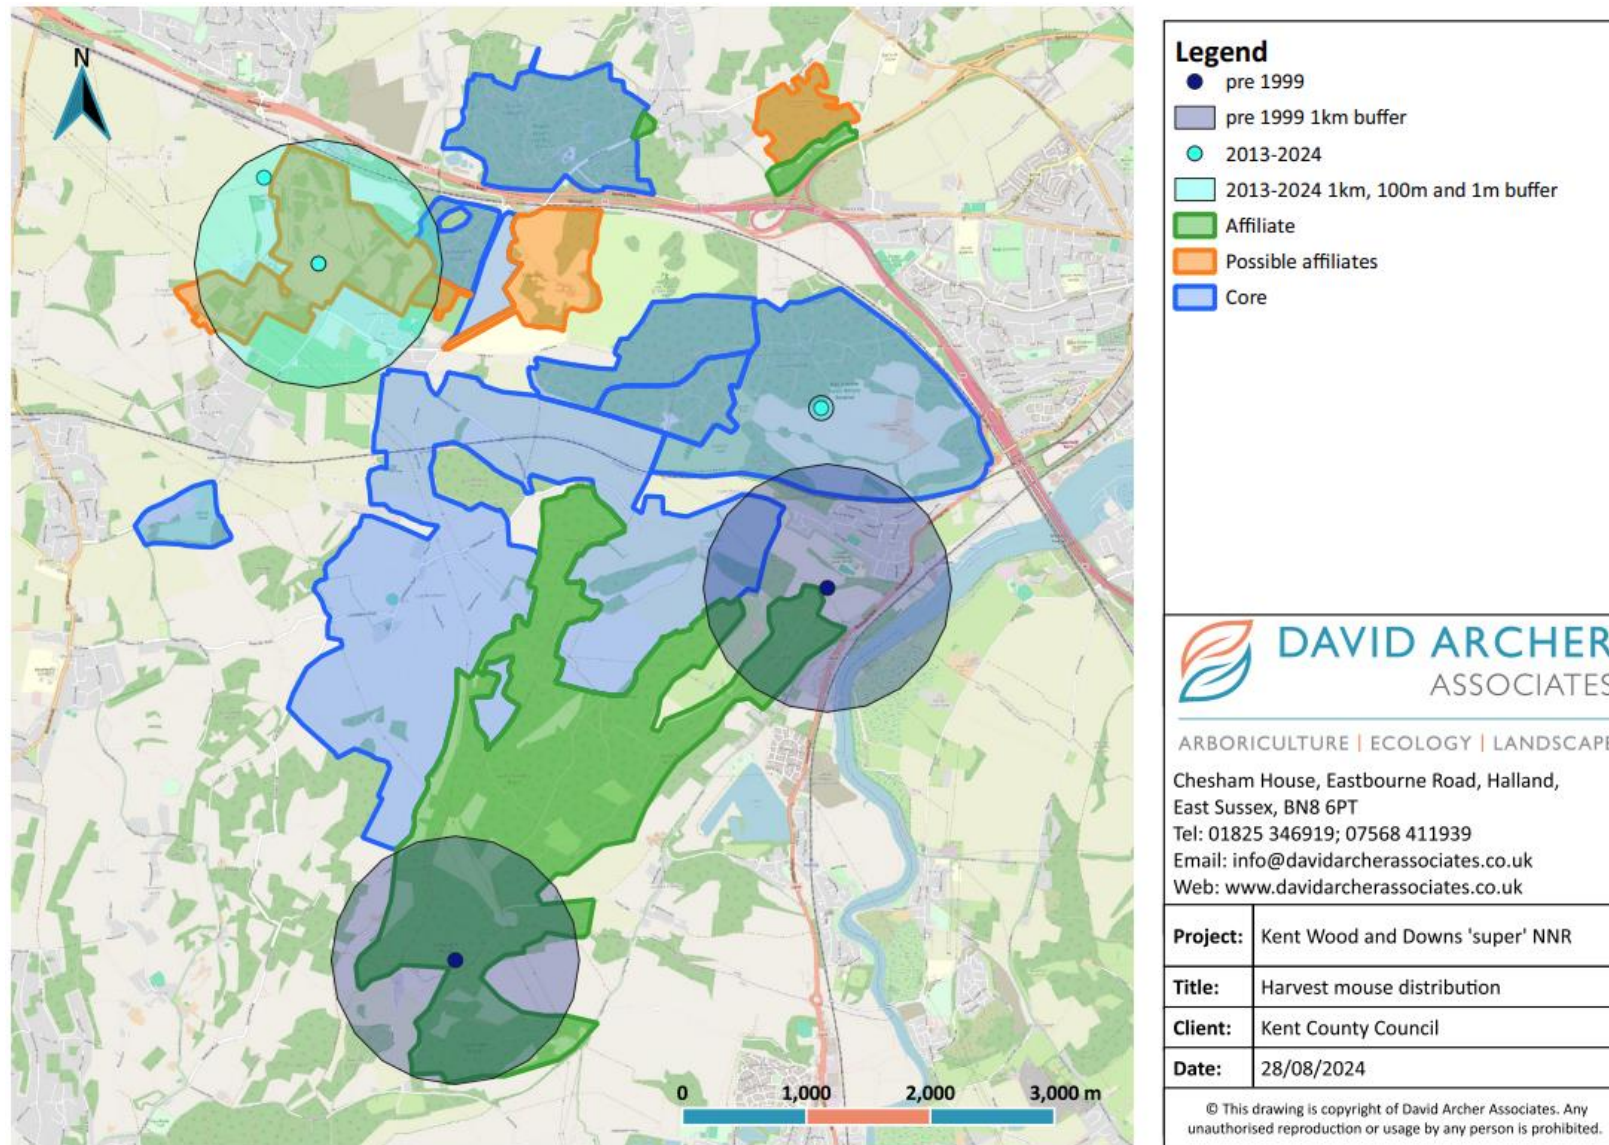 N
Legend
pre 1999
pre 1999 1km buffer
2013-2024
2013-2024 1km, 100m and 1m buffer
Affiliate
Possible affiliates
Core
0 1,000 2,000 3,000 m
DAVID ARCHER
ASSOCIATES
ARBORICULTURE | ECOLOGY | LANDSCAPE
Chesham House, Eastbourne Road, Halland,
East Sussex, BN8 6PT
Tel: 01825 346919; 07568 411939
Email: info@davidarcherassociates.co.uk
Web: www.davidarcherassociates.co.uk
Project: Kent Wood and Downs 'super' NNR
Title: Harvest mouse distribution
Client: Kent County Council
Date: 28/08/2024
© This drawing is copyright of David Archer Associates. Any
unauthorised reproduction or usage by any person is prohibited.